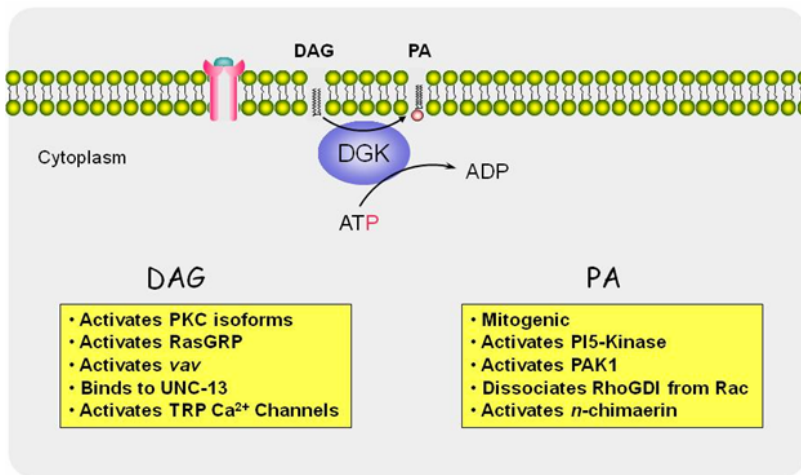 DAG
PA
Cytoplasm
DGK
ATP
ADP
DAG
• Activates PKC isoforms
• Activates RasGRP
• Activates vav
• Binds to UNC-13
• Activates TRP Ca²⁺ Channels
PA
• Mitogenic
• Activates PI5-Kinase
• Activates PAK1
• Dissociates RhoGDI from Rac
• Activates n-chimaerin